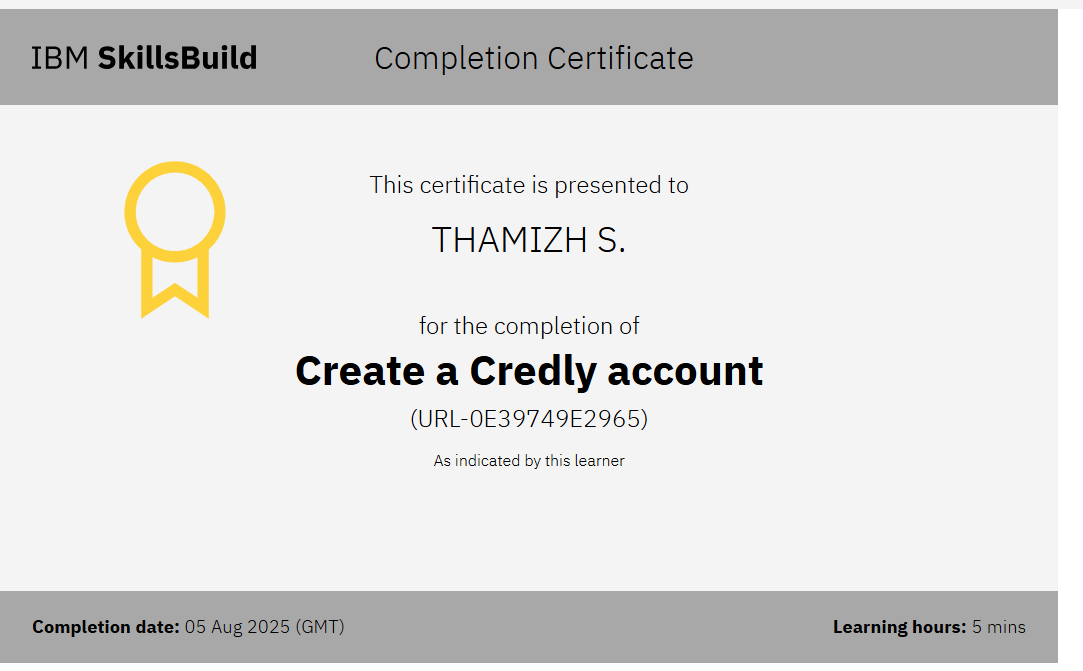 IBM SkillsBuild
Completion Certificate
This certificate is presented to
THAMIZH S.
for the completion of
Create a Credly account
(URL-0E39749E2965)
As indicated by this learner
Completion date: 05 Aug 2025 (GMT)
Learning hours: 5 mins